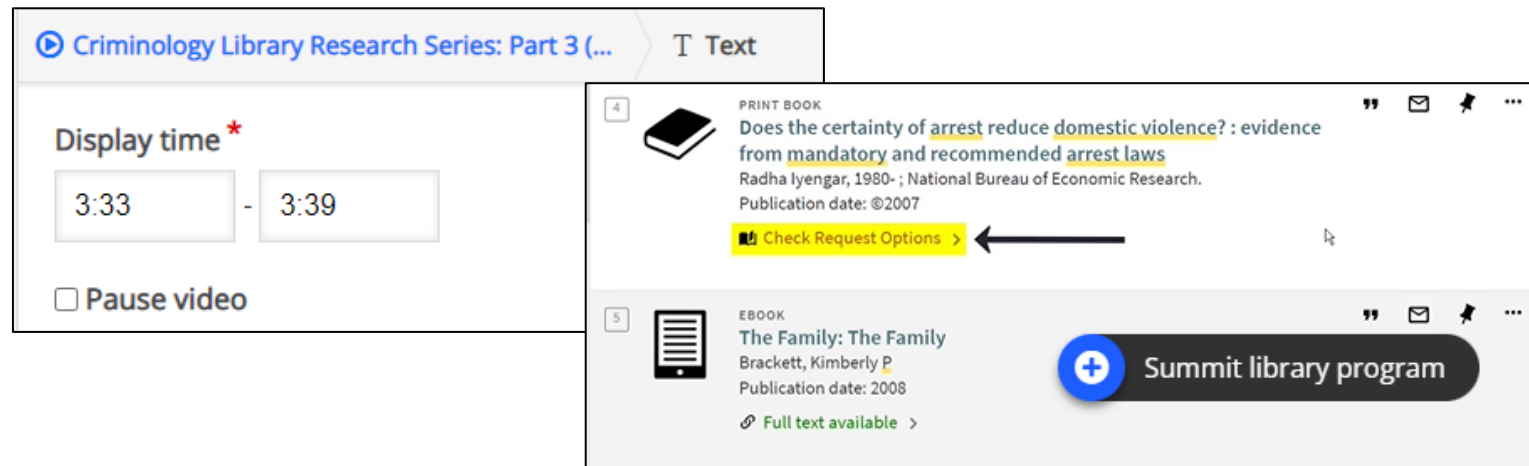 Criminology Library Research Series: Part 3 (...
T Text
Display time *
3:33 - 3:39
Pause video
4
PRINT BOOK
Does the certainty of arrest reduce domestic violence? : evidence
from mandatory and recommended arrest laws
Radha Iyengar, 1980- ; National Bureau of Economic Research.
Publication date: ©2007
Check Request Options >
5
EBOOK
The Family: The Family
Brackett, Kimberly P
Publication date: 2008
Full text available >
Summit library program